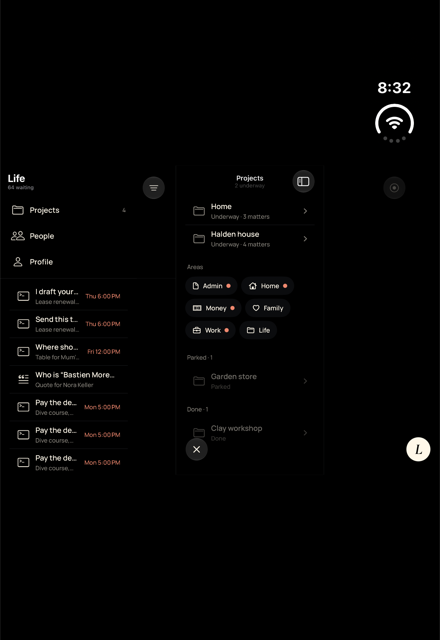 8:32
Life
64 waiting
Projects
4
People
Profile
I draft your...
Lease renewal...
Thu 6:00 PM
Send this t...
Lease renewal...
Thu 6:00 PM
Where sho...
Table for Mum'...
Fri 12:00 PM
Who is "Bastien More...
Quote for Nora Keller
Pay the de...
Dive course,...
Mon 5:00 PM
Pay the de...
Dive course,...
Mon 5:00 PM
Pay the de...
Dive course,...
Mon 5:00 PM
Projects
2 underway
Home
Underway · 3 matters
Halden house
Underway · 4 matters
Areas
Admin
Home
Money
Family
Work
Life
Parked · 1
Garden store
Parked
Done · 1
Clay workshop
Done
L